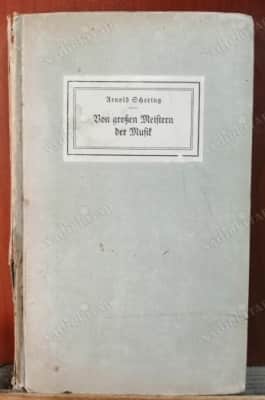 Arnold Schering
Von großen Meistern
der Musik